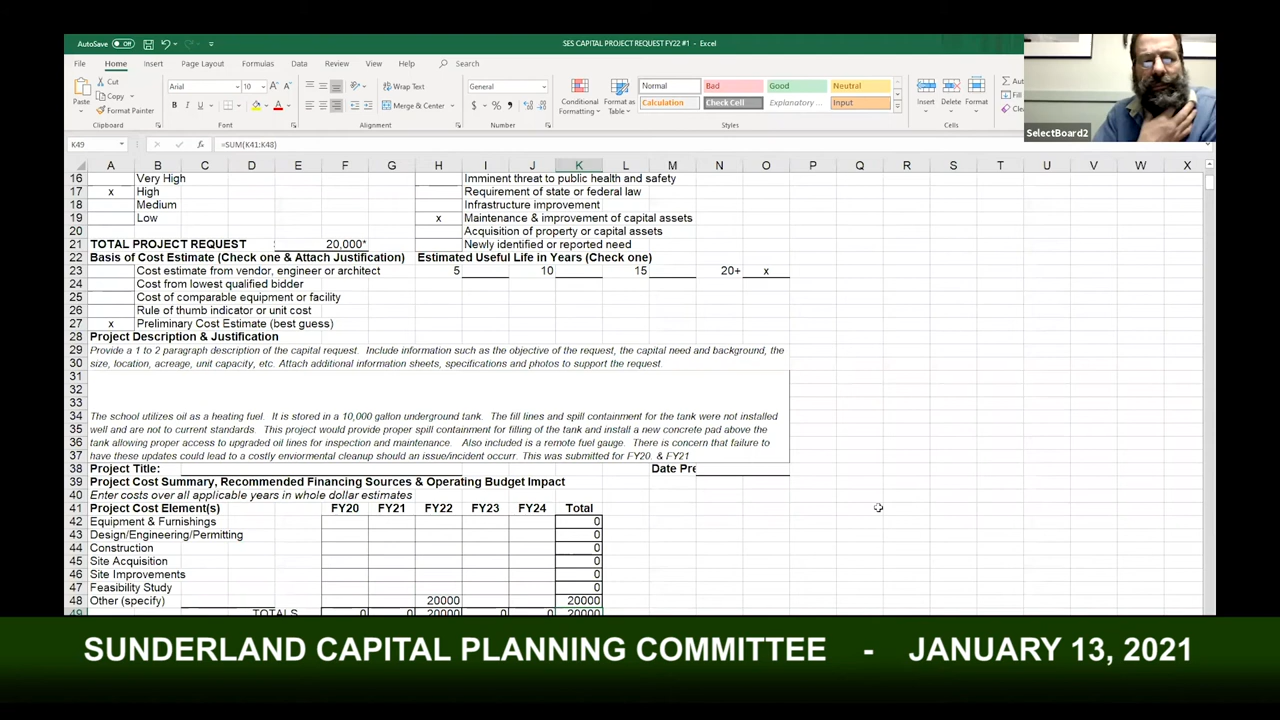 AutoSave Off SES CAPITAL PROJECT REQUEST FY22 #1 - Excel
File Home Insert Page Layout Formulas Data Review View Help Search
Cut
Copy
Paste
Format Painter
Arial 10
B I U
Wrap Text
Merge & Center
General
$ % ,
Conditional Formatting
Format as Table
Normal Bad Good Neutral
Calculation Check Cell Explanatory ... Input
Insert Delete Format
Clipboard Font Alignment Number Styles Cells
K49 =SUM(K41:K48)
SelectBoard2
A B C D E F G H I J K L M N O P Q R S T U V W X
16 Very High Imminent threat to public health and safety
17 x High Requirement of state or federal law
18 Medium Infrastructure improvement
19 Low x Maintenance & improvement of capital assets
20 Acquisition of property or capital assets
21 TOTAL PROJECT REQUEST 20,000* Newly identified or reported need
22 Basis of Cost Estimate (Check one & Attach Justification) Estimated Useful Life in Years (Check one)
23 Cost estimate from vendor, engineer or architect 5 10 15 20+ x
24 Cost from lowest qualified bidder
25 Cost of comparable equipment or facility
26 Rule of thumb indicator or unit cost
27 x Preliminary Cost Estimate (best guess)
28 Project Description & Justification
29 Provide a 1 to 2 paragraph description of the capital request. Include information such as the objective of the request, the capital need and background, the
30 size, location, acreage, unit capacity, etc. Attach additional information sheets, specifications and photos to support the request.
31
32
33
34 The school utilizes oil as a heating fuel. It is stored in a 10,000 gallon underground tank. The fill lines and spill containment for the tank were not installed
35 well and are not to current standards. This project would provide proper spill containment for filling of the tank and install a new concrete pad above the
36 tank allowing proper access to upgraded oil lines for inspection and maintenance. Also included is a remote fuel gauge. There is concern that failure to
37 have these updates could lead to a costly enviormental cleanup should an issue/incident occurr. This was submitted for FY20. & FY21
38 Project Title: Date Pre
39 Project Cost Summary, Recommended Financing Sources & Operating Budget Impact
40 Enter costs over all applicable years in whole dollar estimates
41 Project Cost Element(s) FY20 FY21 FY22 FY23 FY24 Total
42 Equipment & Furnishings 0
43 Design/Engineering/Permitting 0
44 Construction 0
45 Site Acquisition 0
46 Site Improvements 0
47 Feasibility Study 0
48 Other (specify) 20000 20000
49 TOTALS 0 0 20000 0 0 20000
SUNDERLAND CAPITAL PLANNING COMMITTEE - JANUARY 13, 2021